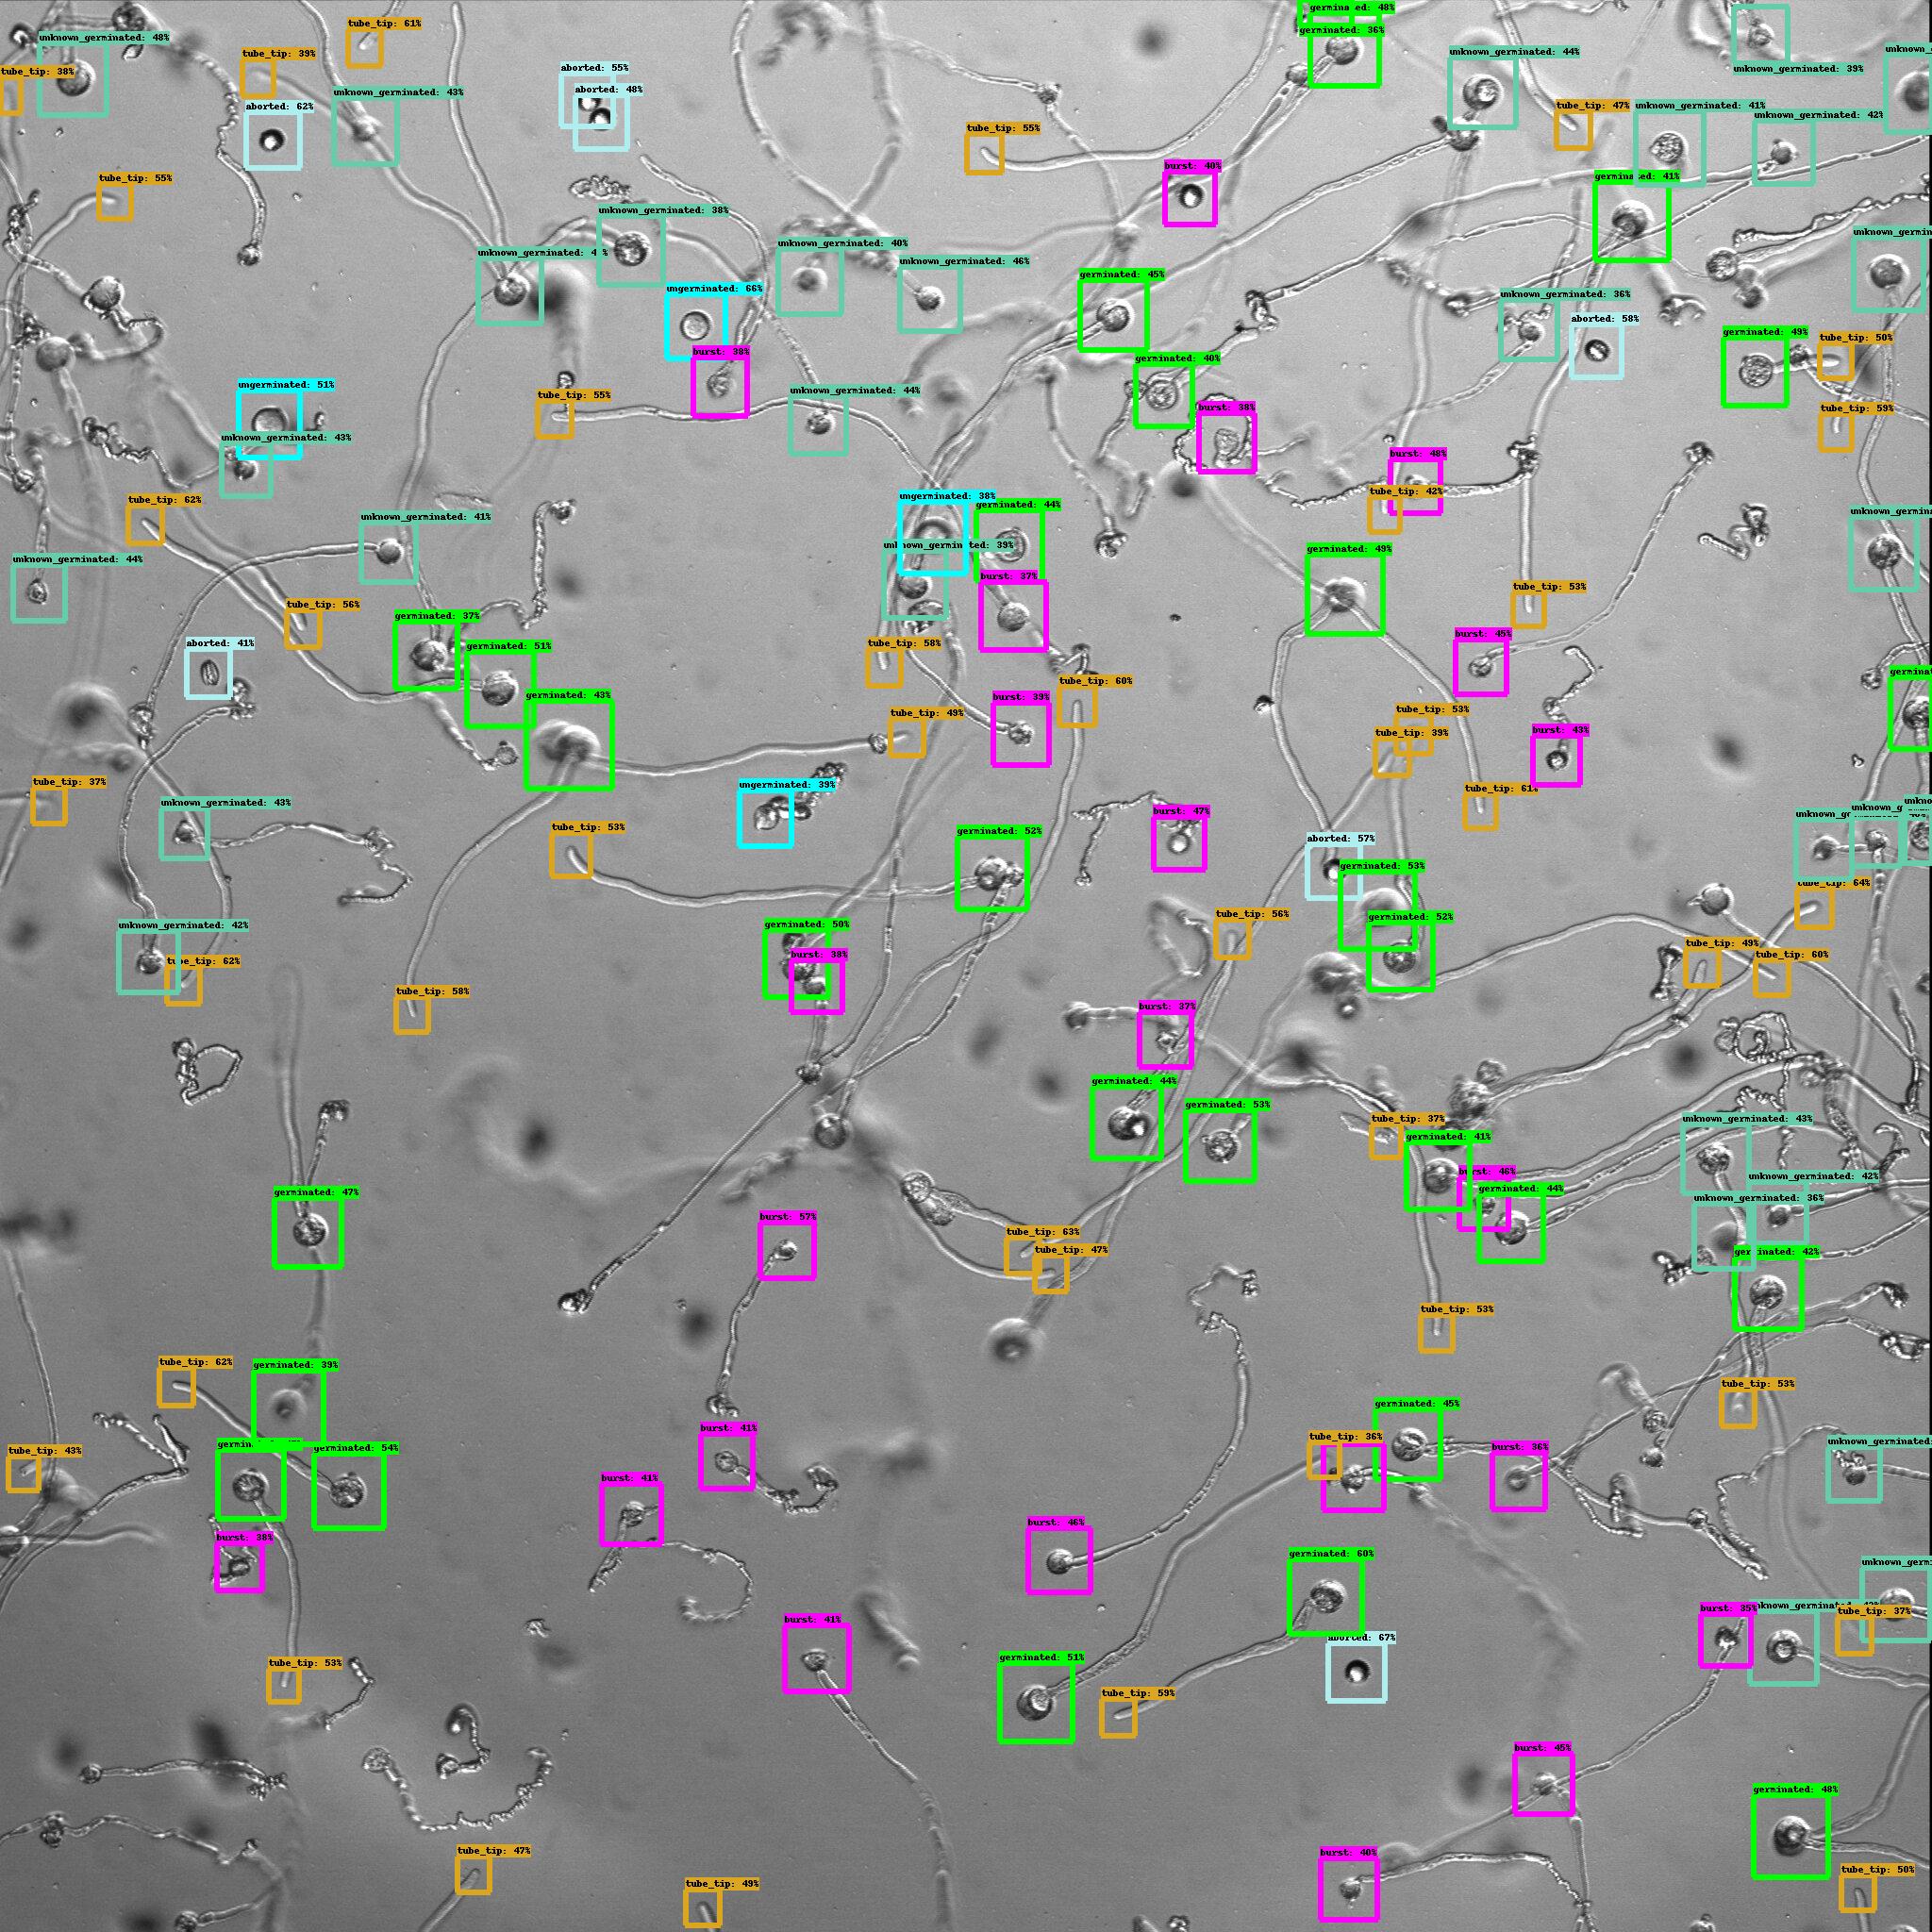 germinated: 48%
tube_tip: 61%
germinated: 36%
unknown_germinated: 48%
tube_tip: 39%
unknown_germinated: 44%
tube_tip: 38%
aborted: 55%
unknown_germinated: 39%
aborted: 48%
unknown_germinated: 43%
aborted: 62%
tube_tip: 47%
unknown_germinated: 41%
unknown_germinated: 42%
tube_tip: 55%
burst: 40%
tube_tip: 55%
germinated: 41%
unknown_germinated: 38%
unknown_germinated: 40%
unknown_germinated:
unknown_germinated: 46%
germinated: 45%
ungerminated: 66%
unknown_germinated: 36%
aborted: 58%
germinated: 49%
tube_tip: 50%
burst: 38%
germinated: 40%
ungerminated: 51%
unknown_germinated: 44%
tube_tip: 55%
burst: 38%
tube_tip: 59%
unknown_germinated: 43%
burst: 48%
tube_tip: 42%
tube_tip: 62%
ungerminated: 38%
germinated: 44%
unknown_germinated: 41%
unknown_germinated: 39%
germinated: 49%
unknown_germinated: 44%
burst: 37%
tube_tip: 53%
tube_tip: 56%
germinated: 37%
burst: 45%
aborted: 41%
germinated: 51%
tube_tip: 58%
tube_tip: 60%
germinated: 43%
burst: 39%
tube_tip: 49%
tube_tip: 53%
tube_tip: 39%
burst: 43%
tube_tip: 37%
ungerminated: 39%
tube_tip: 61%
unknown_germinated: 43%
burst: 47%
tube_tip: 53%
germinated: 52%
aborted: 57%
germinated: 53%
tube_tip: 64%
tube_tip: 56%
germinated: 52%
unknown_germinated: 42%
germinated: 50%
tube_tip: 49%
burst: 38%
tube_tip: 62%
tube_tip: 60%
tube_tip: 58%
burst: 37%
germinated: 44%
germinated: 53%
tube_tip: 37%
unknown_germinated: 43%
germinated: 41%
burst: 46%
unknown_germinated: 42%
germinated: 47%
germinated: 44%
unknown_germinated: 36%
burst: 57%
tube_tip: 63%
tube_tip: 47%
germinated: 42%
tube_tip: 53%
tube_tip: 62%
germinated: 39%
tube_tip: 53%
germinated: 45%
burst: 41%
tube_tip: 36%
germinated: 54%
burst: 36%
tube_tip: 43%
burst: 41%
burst: 46%
burst: 38%
germinated: 60%
burst: 35%
tube_tip: 37%
burst: 41%
aborted: 67%
germinated: 51%
tube_tip: 53%
tube_tip: 59%
burst: 45%
germinated: 48%
tube_tip: 47%
burst: 40%
tube_tip: 50%
tube_tip: 49%